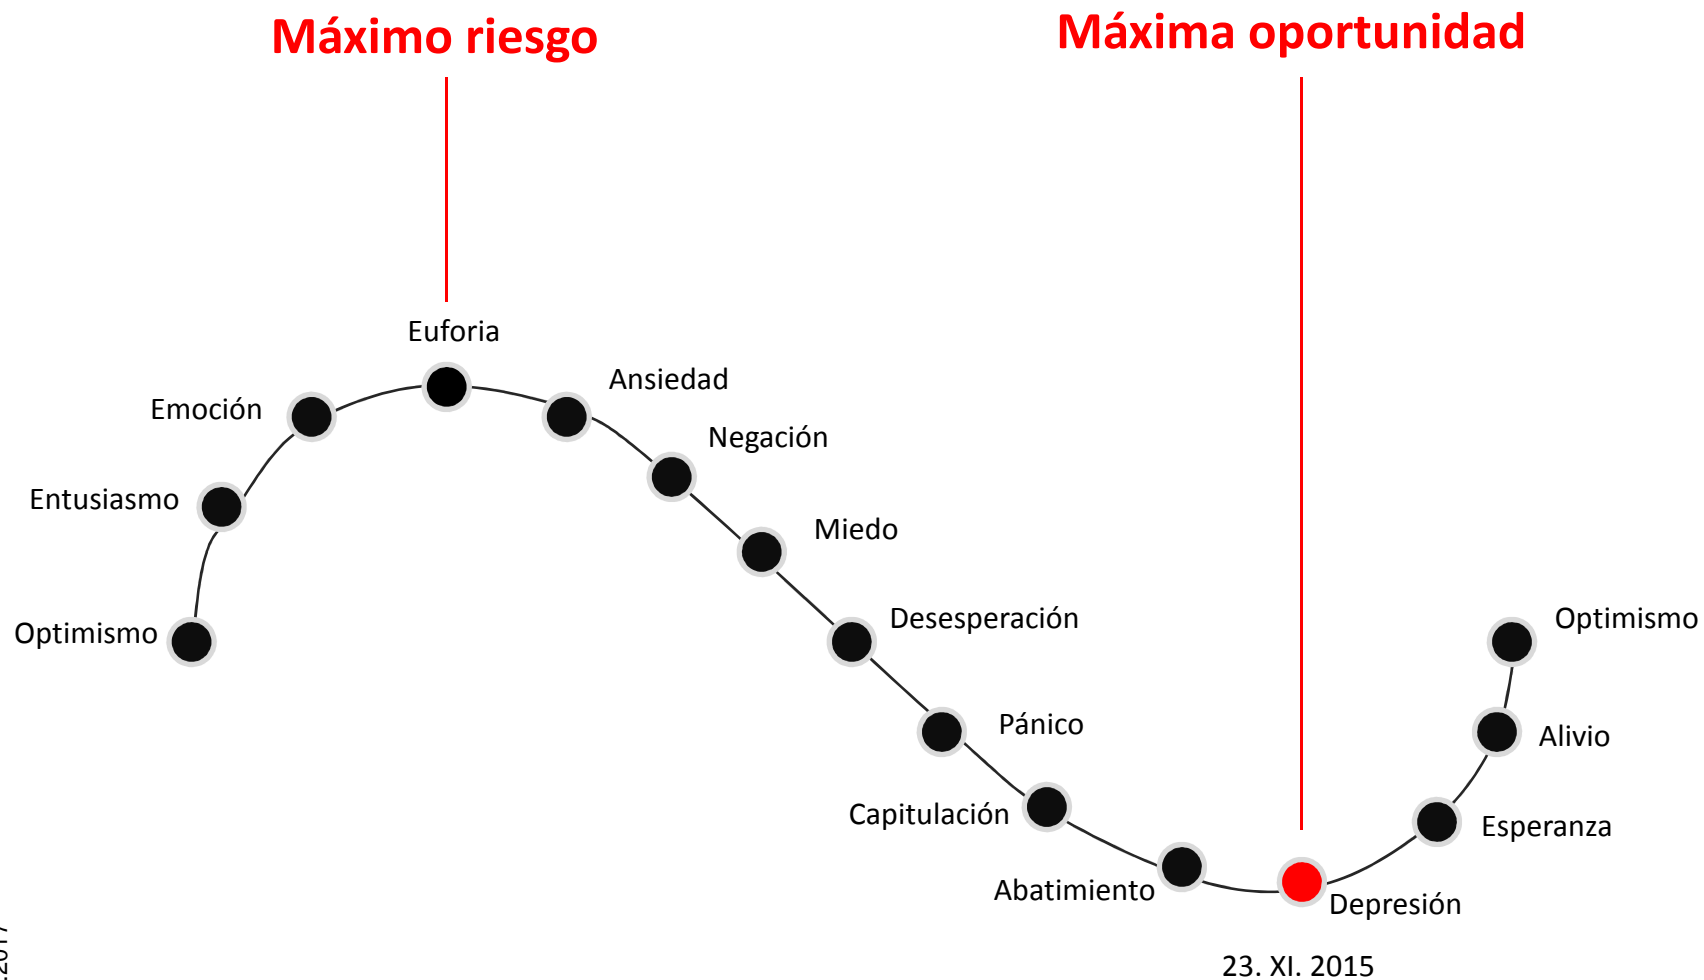 Máximo riesgo
Máxima oportunidad
Euforia
Ansiedad
Emoción
Negación
Entusiasmo
Miedo
Optimismo
Desesperación
Optimismo
Pánico
Alivio
Capitulación
Esperanza
Abatimiento
Depresión
23. XI. 2015